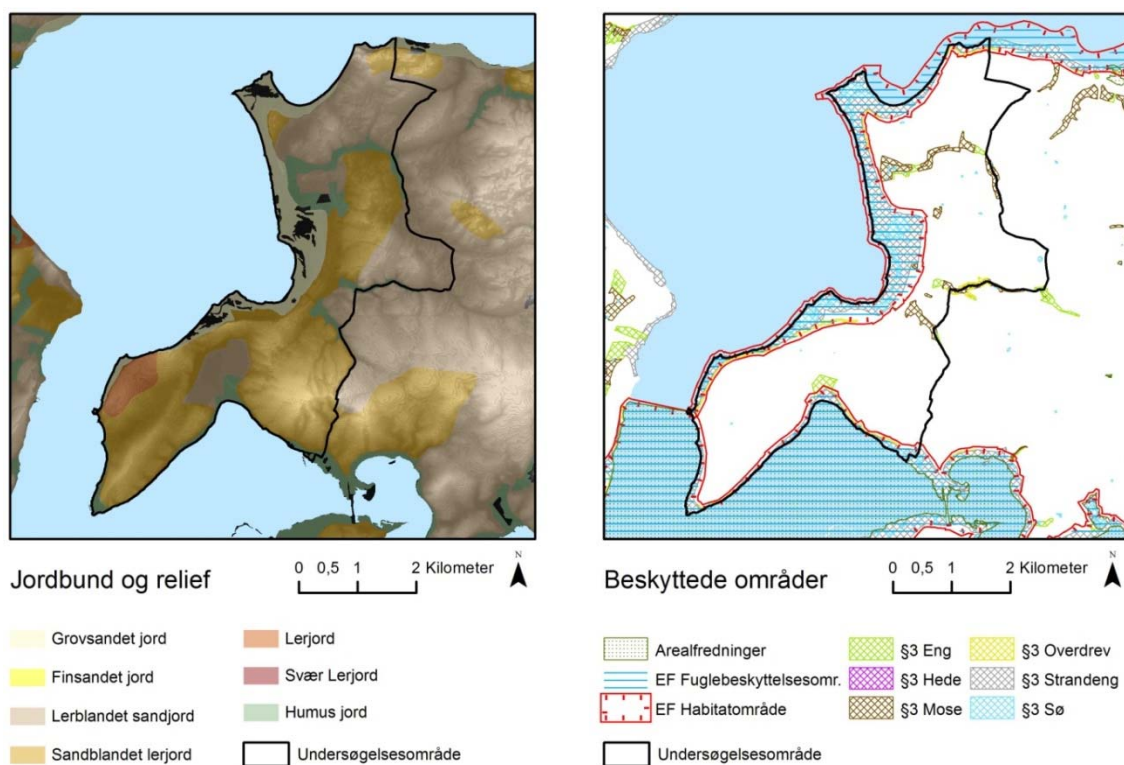 Jordbund og relief
0 0,5 1 2 Kilometer
N
Grovsandet jord
Finsandet jord
Lerblandet sandjord
Sandblandet lerjord
Lerjord
Svær Lerjord
Humus jord
Undersøgelsesområde
Beskyttede områder
0 0,5 1 2 Kilometer
N
Arealfredninger
EF Fuglebeskyttelsesomr.
EF Habitatområde
§3 Eng
§3 Hede
§3 Mose
§3 Overdrev
§3 Strandeng
§3 Sø
Undersøgelsesområde